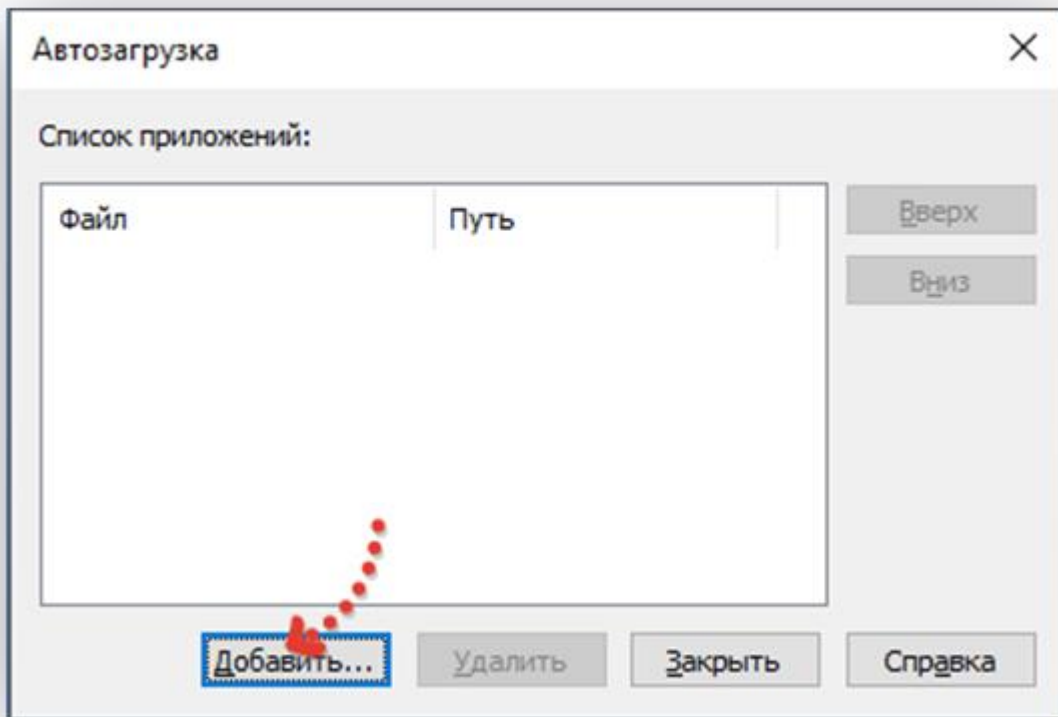 Автозагрузка
Список приложений:
Файл Путь
Вверх
Вниз
Добавить... Удалить Закрыть Справка